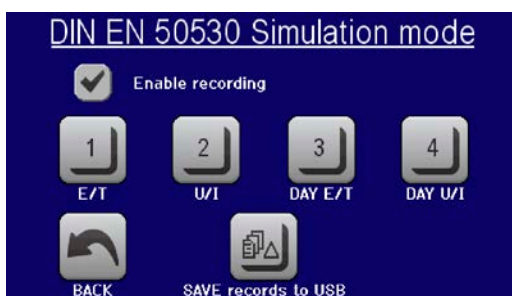 DIN EN 50530 Simulation mode
Enable recording
1 2 3 4
E/T U/I DAY E/T DAY U/I
BACK SAVE records to USB